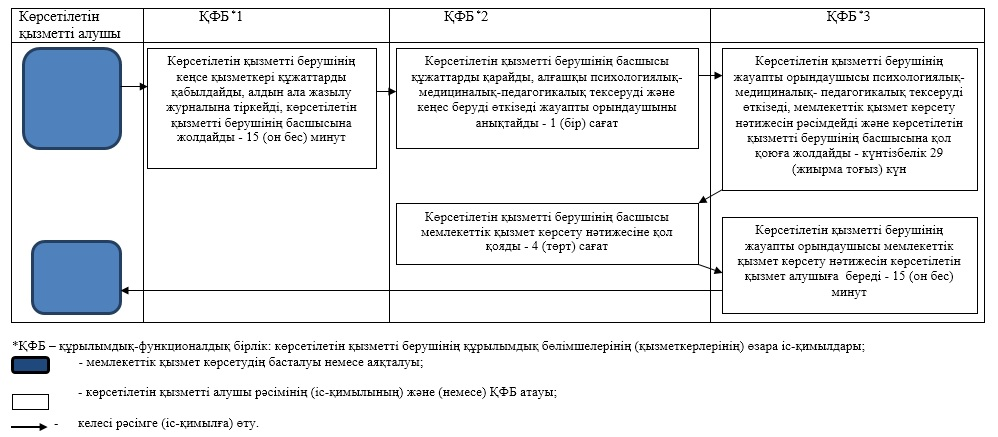 Көрсетілетін
қызметті алушы
ҚФБ*1
ҚФБ*2
ҚФБ*3
Көрсетілетін қызметті берушінің
кеңсе қызметкері құжаттарды
қабылдайды, алдын ала жазылу
журналына тіркейді, көрсетілетін
қызметті берушінің басшысына
жолдайды - 15 (он бес) минут
Көрсетілетін қызметті берушінің басшысы
құжаттарды қарайды, алғашқы психологиялық-
медициналық-педагогикалық тексеруді және
кеңес беруді өткізеді жауапты орындаушыны
анықтайды - 1 (бір) сағат
Көрсетілетін қызметті берушінің
жауапты орындаушысы психологиялық-
медициналық- педагогикалық тексеруді
өткізеді, мемлекеттік қызмет көрсету
нәтижесін рәсімдейді және көрсетілетін
қызметті берушінің басшысына қол
қоюға жолдайды - күнтізбелік 29
(жиырма тоғыз) күн
Көрсетілетін қызметті берушінің басшысы
мемлекеттік қызмет көрсету нәтижесіне қол
қояды - 4 (төрт) сағат
Көрсетілетін қызметті берушінің
жауапты орындаушысы мемлекеттік
қызмет көрсету нәтижесін көрсетілетін
қызмет алушыға береді - 15 (он бес)
минут
*ҚФБ – құрылымдық-функционалдық бірлік: көрсетілетін қызметті берушінің құрылымдық бөлімшелерінің (қызметкерлерінің) өзара іс-қимылдары;
- мемлекеттік қызмет көрсетудің басталуы немесе аяқталуы;
- көрсетілетін қызметті алушы рәсімінің (іс-қимылының) және (немесе) ҚФБ атауы;
- келесі рәсімге (іс-қимылға) өту.